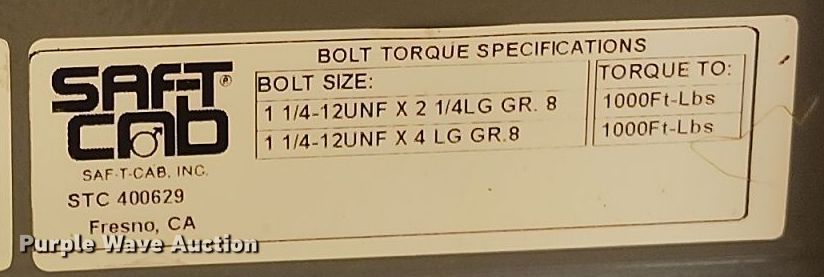 SAF-T®
CAB
SAF-T-CAB, INC.
STC 400629
Fresno, CA
BOLT TORQUE SPECIFICATIONS
BOLT SIZE: TORQUE TO:
1 1/4-12UNF X 2 1/4LG GR. 8 1000Ft-Lbs
1 1/4-12UNF X 4 LG GR.8 1000Ft-Lbs
Purple Wave Auction